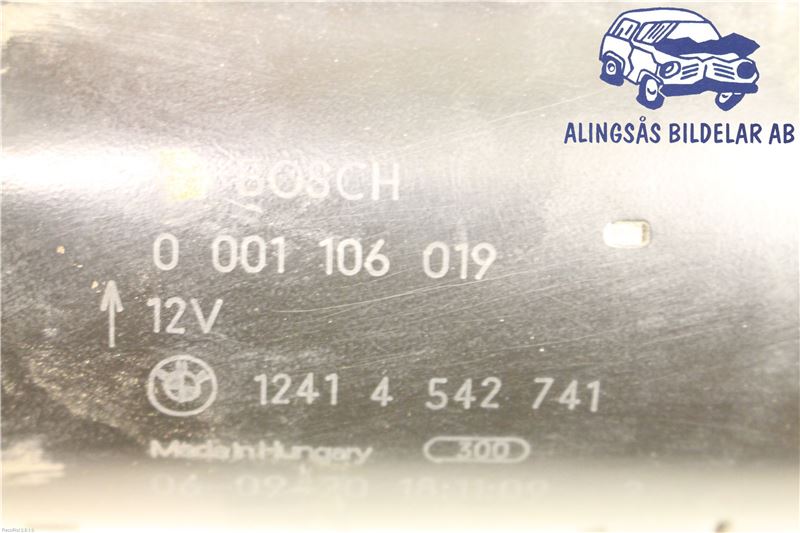 ALINGSÅS BILDELAR AB
BOSCH
0 001 106 019
12V
1241 4 542 741
Made in Hungary 300